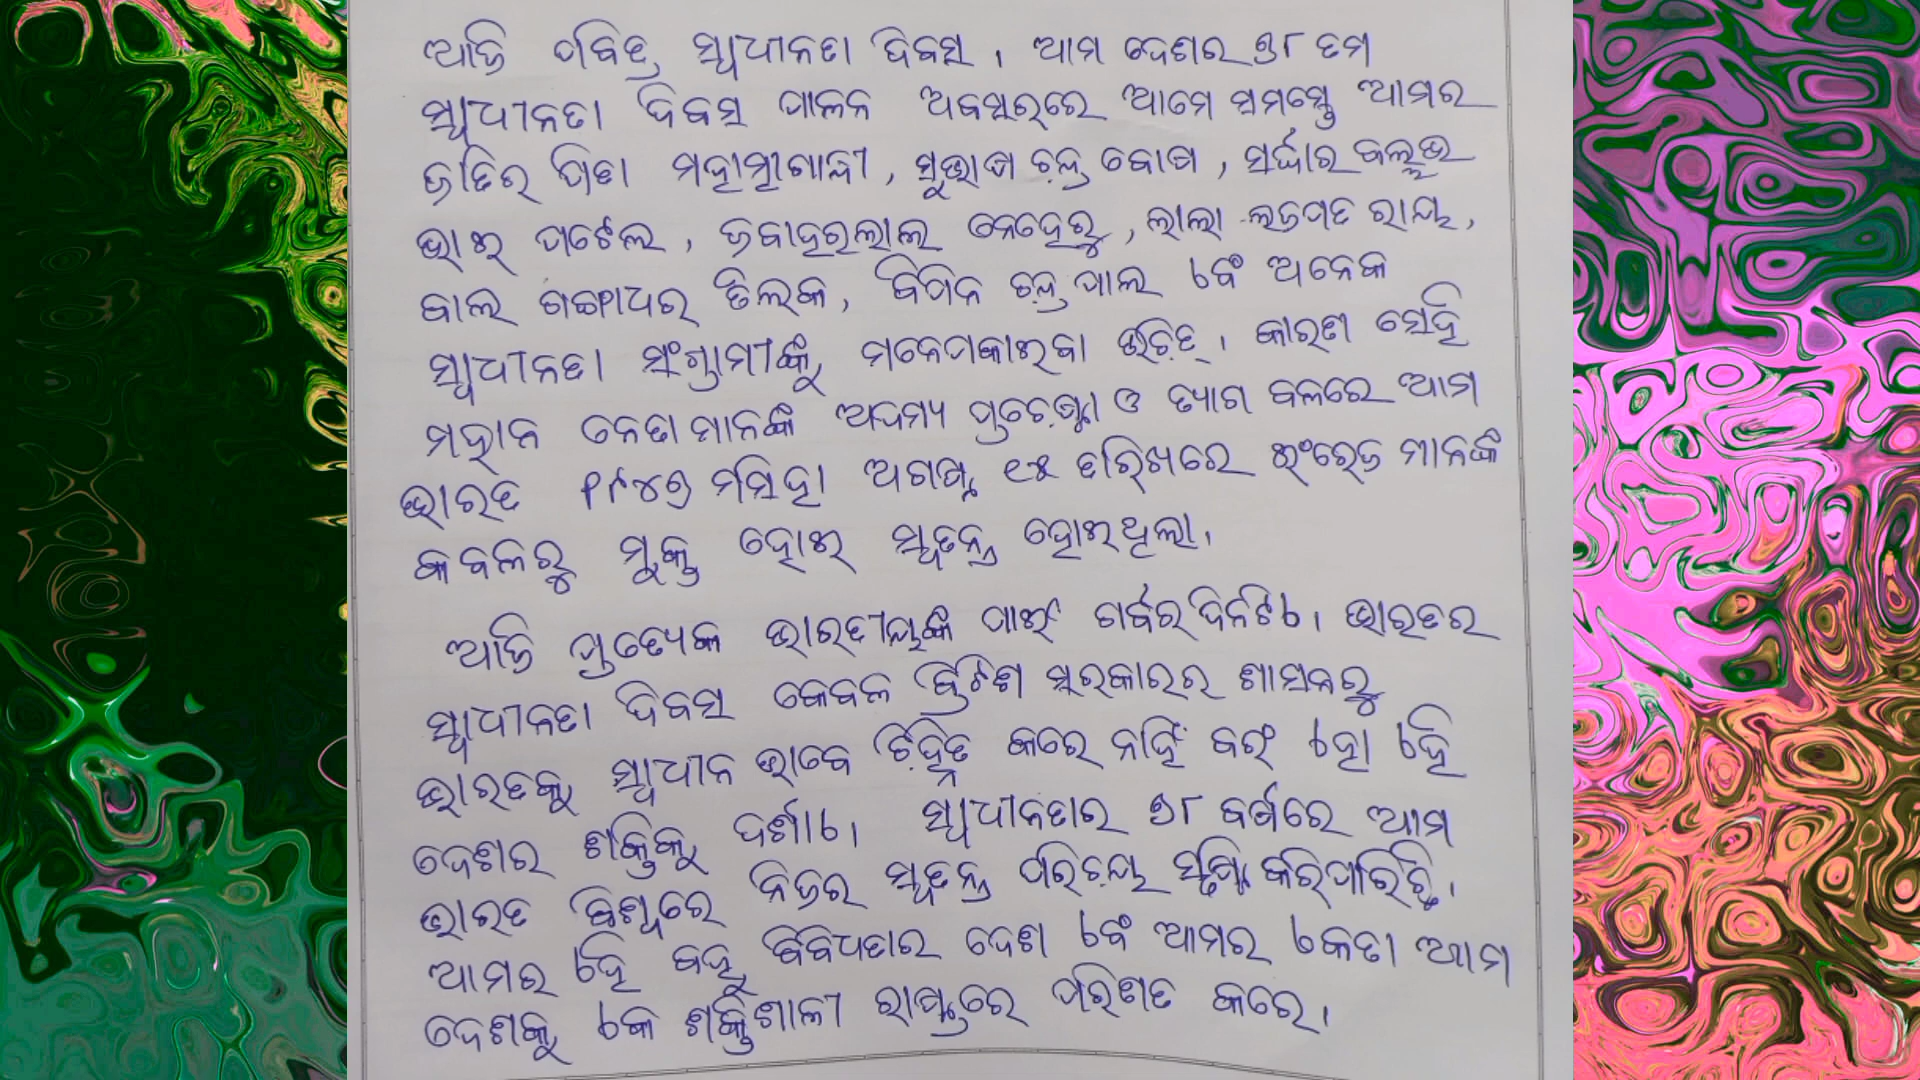 ଆଜି ପବିତ୍ର ସ୍ୱାଧୀନତା ଦିବସ । ଆମ ଦେଶର ୭୮ ତମ
ସ୍ୱାଧୀନତା ଦିବସ ପାଳନ ଅବସରରେ ଆମେ ସମସ୍ତେ ଆମର
ଜାତିର ପିତା ମହାତ୍ମାଗାନ୍ଧୀ, ସୁଭାଷ ଚନ୍ଦ୍ର ବୋଷ, ସର୍ଦ୍ଦାର ବଲ୍ଲଭ
ଭାଇ ପଟେଲ, ଜବାହରଲାଲ ନେହେରୁ, ଲାଲା ଲଜପତ ରାୟ,
ବାଲ ଗଙ୍ଗାଧର ତିଲକ, ବିପିନ ଚନ୍ଦ୍ର ପାଲ ଏବଂ ଅନେକ
ସ୍ୱାଧୀନତା ସଂଗ୍ରାମୀଙ୍କୁ ମନେପକାଇବା ଉଚିତ୍ । କାରଣ ସେହି
ମହାନ ନେତା ମାନଙ୍କ ଅଦମ୍ୟ ପ୍ରଚେଷ୍ଟା ଓ ତ୍ୟାଗ ବଳରେ ଆମ
ଭାରତ ୧୯୪୭ ମସିହା ଅଗଷ୍ଟ ୧୫ ତାରିଖରେ ଇଂରେଜ ମାନଙ୍କ
କବଳରୁ ମୁକ୍ତ ହୋଇ ସ୍ୱତନ୍ତ୍ର ହୋଇଥିଲା ।
ଆଜି ପ୍ରତ୍ୟେକ ଭାରତୀୟଙ୍କ ପାଇଁ ଗର୍ବର ଦିନଟିଏ । ଭାରତର
ସ୍ୱାଧୀନତା ଦିବସ କେବଳ ବ୍ରିଟିଶ ସରକାରର ଶାସନରୁ
ଭାରତକୁ ସ୍ୱାଧୀନ ଭାବେ ଚିହ୍ନିତ କରେ ନାହିଁ ବରଂ ଏହା ଏହି
ଦେଶର ଶକ୍ତିକୁ ଦର୍ଶାଏ । ସ୍ୱାଧୀନତାର ୭୮ ବର୍ଷରେ ଆମ
ଭାରତ ବିଶ୍ୱରେ ନିଜର ସ୍ୱତନ୍ତ୍ର ପରିଚୟ ସୃଷ୍ଟି କରିପାରିଚି ।
ଆମର ଏହି ବହୁ ବିବିଧତାର ଦେଶ ଏବଂ ଆମର ଏକତା ଆମ
ଦେଶକୁ ଏକ ଶକ୍ତିଶାଳୀ ରାଷ୍ଟ୍ରରେ ପରିଣତ କରେ ।